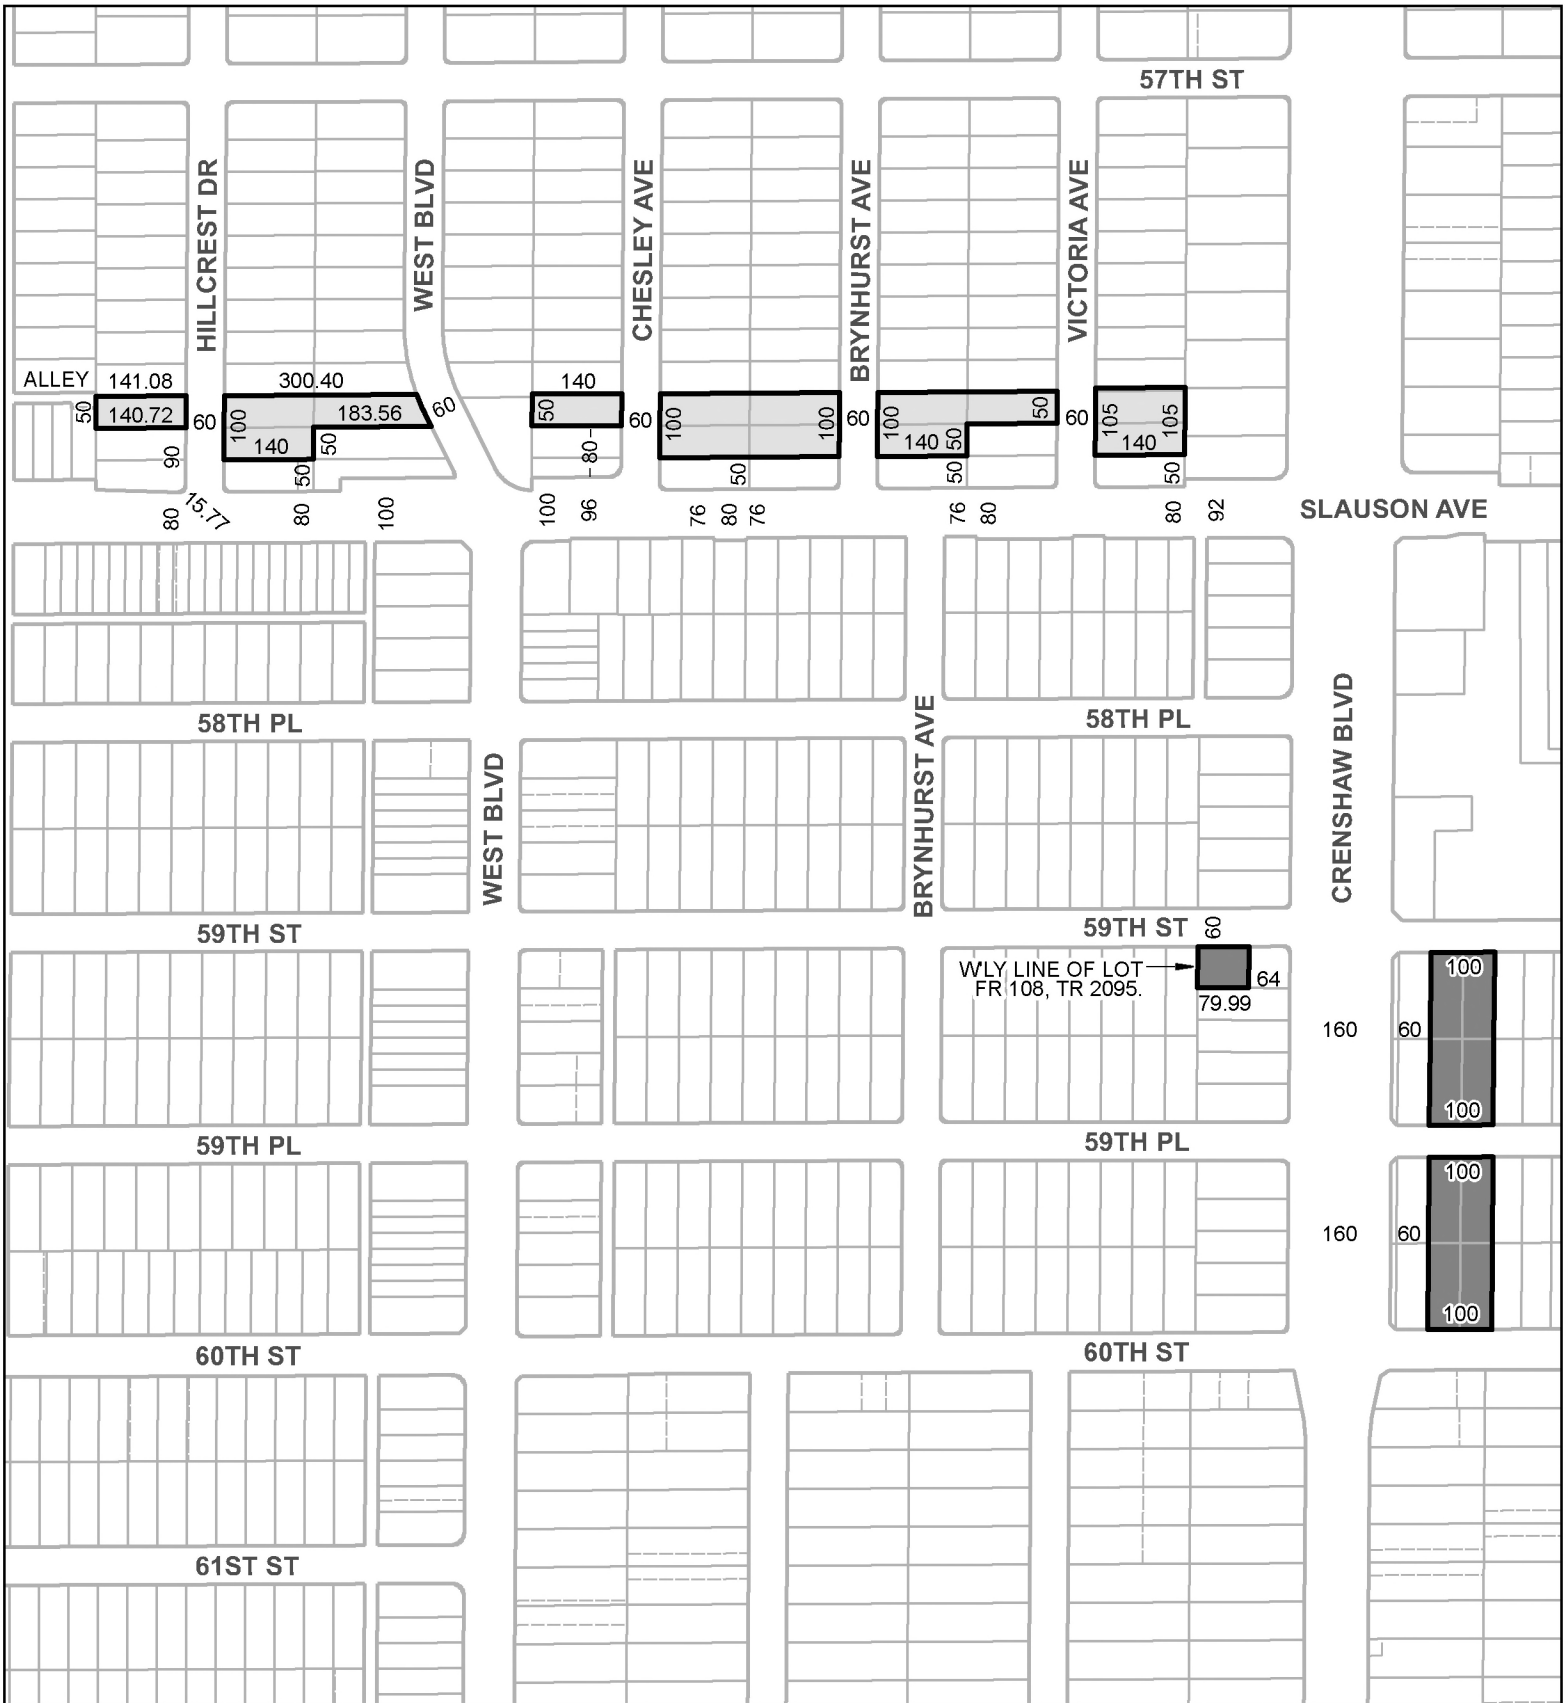 57TH ST
HILLCREST DR
WEST BLVD
CHESLEY AVE
BRYNHURST AVE
VICTORIA AVE
ALLEY
141.08
300.40
140
50
140.72
60
100
183.56
60
50
60
100
100
60
100
50
60
105
105
90
140
50
50
80
50
140
50
50
140
50
80
15.77
80
100
100
96
76
80
76
76
80
80
92
SLAUSON AVE
58TH PL
58TH PL
WEST BLVD
BRYNHURST AVE
CRENSHAW BLVD
59TH ST
59TH ST
60
W'LY LINE OF LOT
FR 108, TR 2095.
64
79.99
100
160
60
100
59TH PL
59TH PL
100
160
60
100
60TH ST
60TH ST
61ST ST